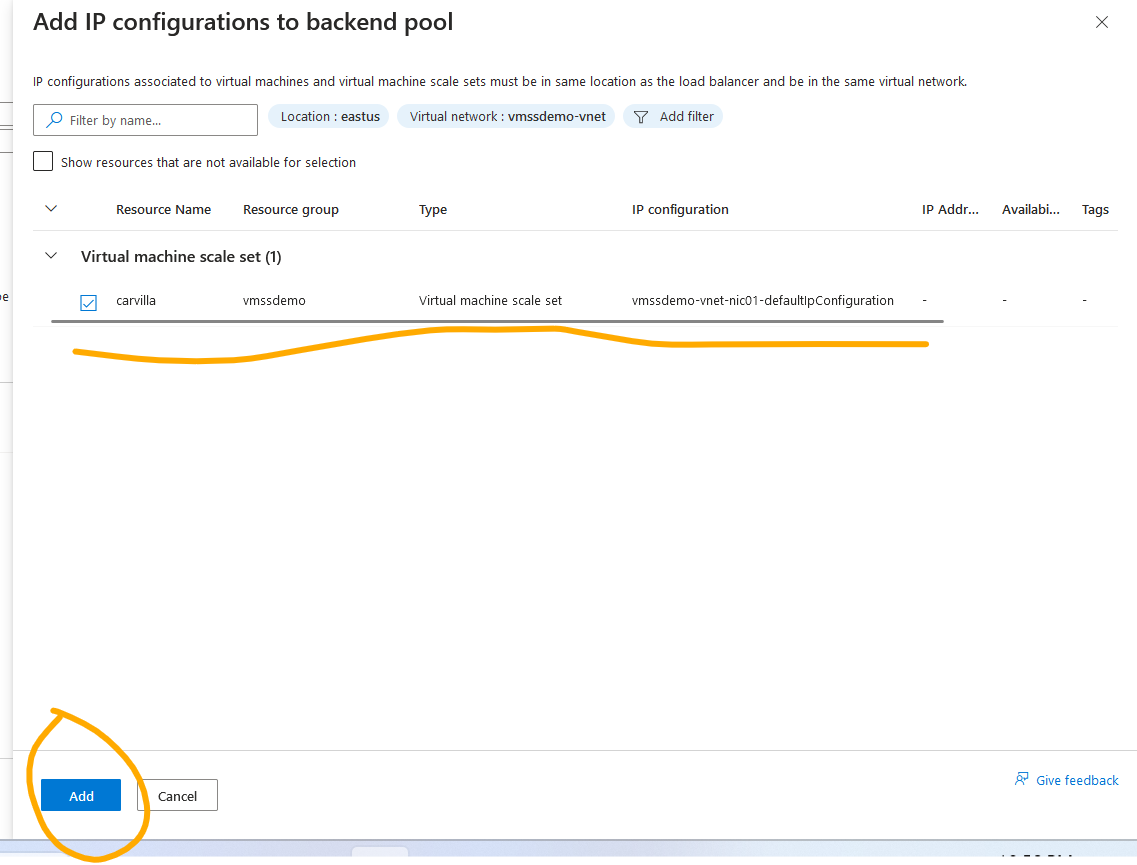 Add IP configurations to backend pool
IP configurations associated to virtual machines and virtual machine scale sets must be in same location as the load balancer and be in the same virtual network.
Filter by name... Location : eastus Virtual network : vmssdemo-vnet Add filter
Show resources that are not available for selection
Resource Name Resource group Type IP configuration IP Addr... Availabi... Tags
Virtual machine scale set (1)
carvilla vmssdemo Virtual machine scale set vmssdemo-vnet-nic01-defaultIpConfiguration - - -
Add Cancel Give feedback